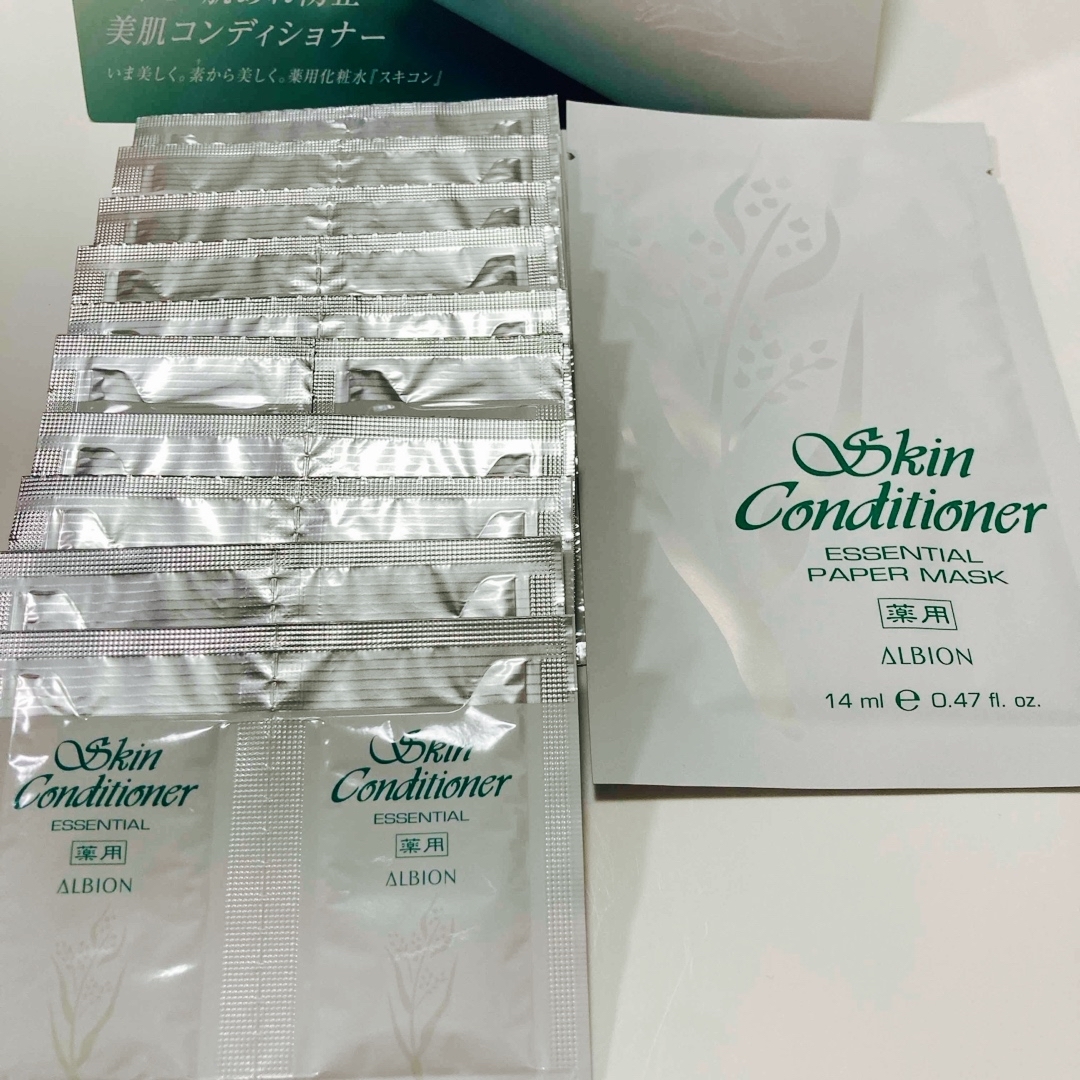 美肌コンディショナー
いま美しく。素から美しく。薬用化粧水『スキコン』
Skin
Conditioner
ESSENTIAL
PAPER MASK
薬用
ALBION
14 ml e 0.47 fl. oz.
Skin
Conditioner
ESSENTIAL
薬用
ALBION
Skin
Conditioner
ESSENTIAL
薬用
ALBION